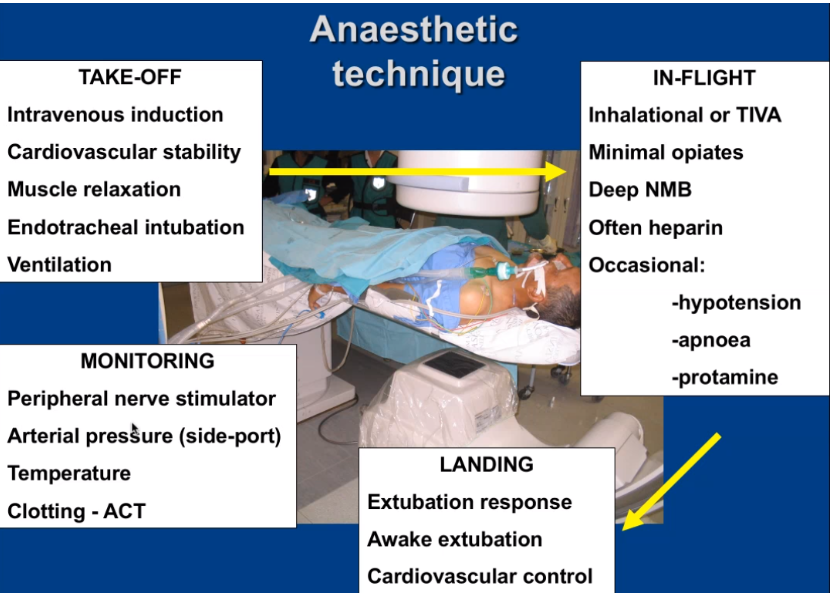 Anaesthetic
technique
TAKE-OFF
Intravenous induction
Cardiovascular stability
Muscle relaxation
Endotracheal intubation
Ventilation
IN-FLIGHT
Inhalational or TIVA
Minimal opiates
Deep NMB
Often heparin
Occasional:
-hypotension
-apnoea
-protamine
MONITORING
Peripheral nerve stimulator
Arterial pressure (side-port)
Temperature
Clotting - ACT
LANDING
Extubation response
Awake extubation
Cardiovascular control